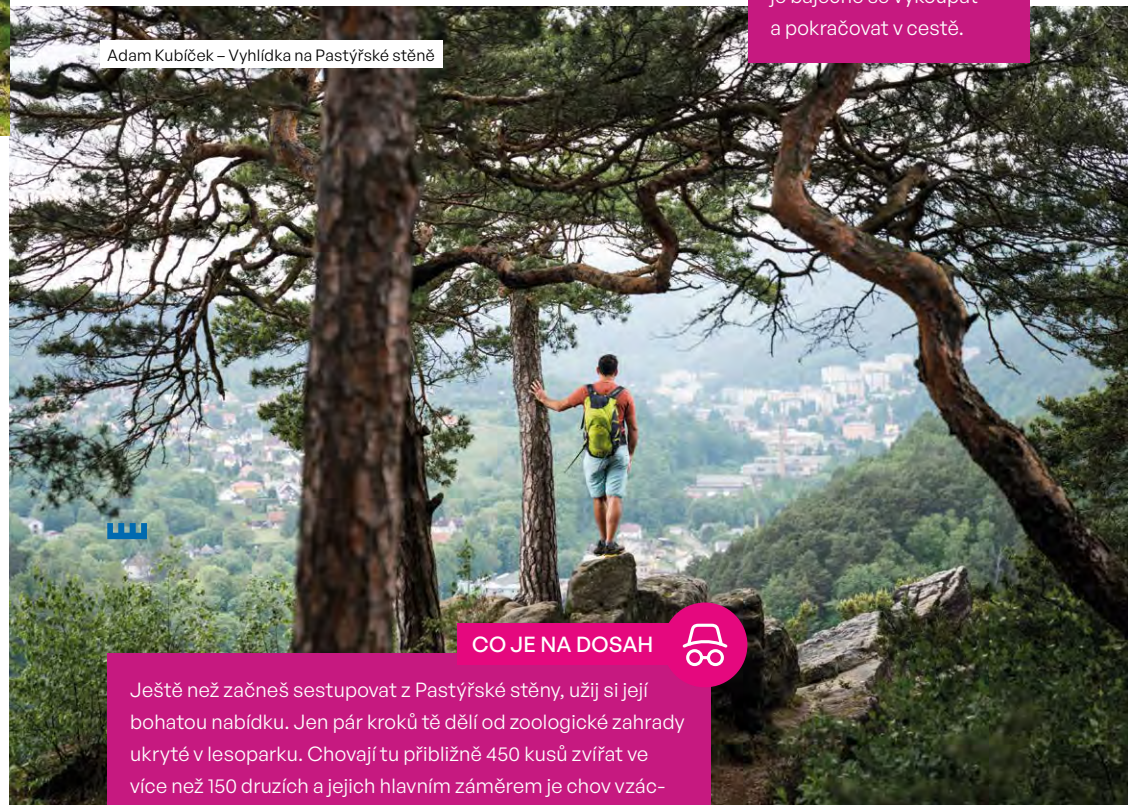 a pokračovat v cestě.
Adam Kubíček – Vyhlídka na Pastýřské stěně
CO JE NA DOSAH
Ještě než začneš sestupovat z Pastýřské stěny, užij si její
bohatou nabídku. Jen pár kroků tě dělí od zoologické zahrady
ukryté v lesoparku. Chovají tu přibližně 450 kusů zvířat ve
více než 150 druzích a jejich hlavním záměrem je chov vzác-